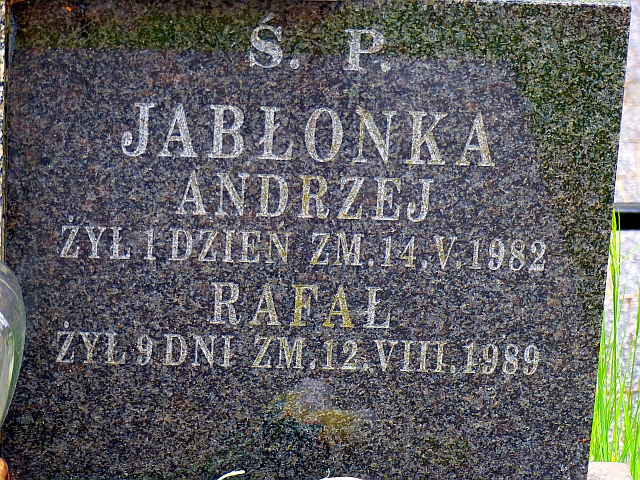 Ś. P.
JABŁONKA
ANDRZEJ
ŻYŁ 1 DZIEŃ ZM. 14. V. 1982
RAFAŁ
ŻYŁ 9 DNI ZM. 12. VIII. 1989